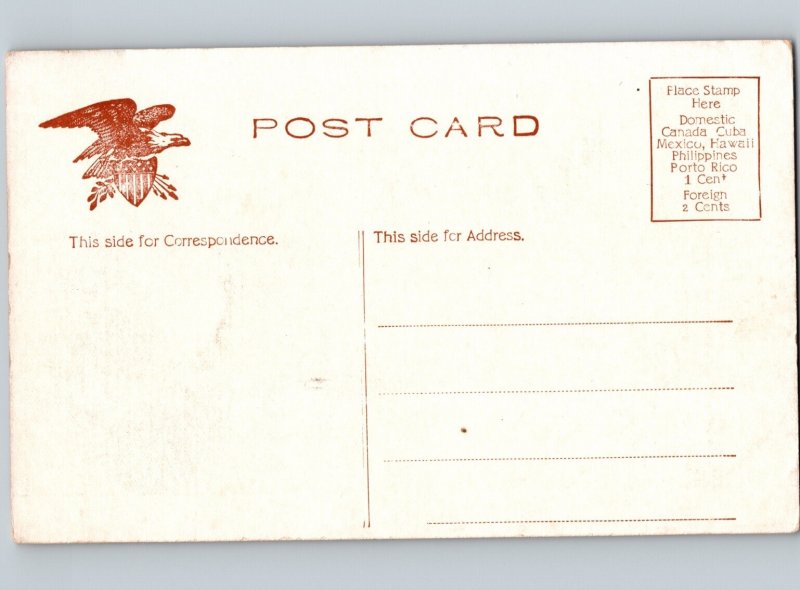 POST CARD
Place Stamp
Here
Domestic
Canada Cuba
Mexico, Hawaii
Philippines
Porto Rico
1 Cent
Foreign
2 Cents
This side for Correspondence.
This side for Address.